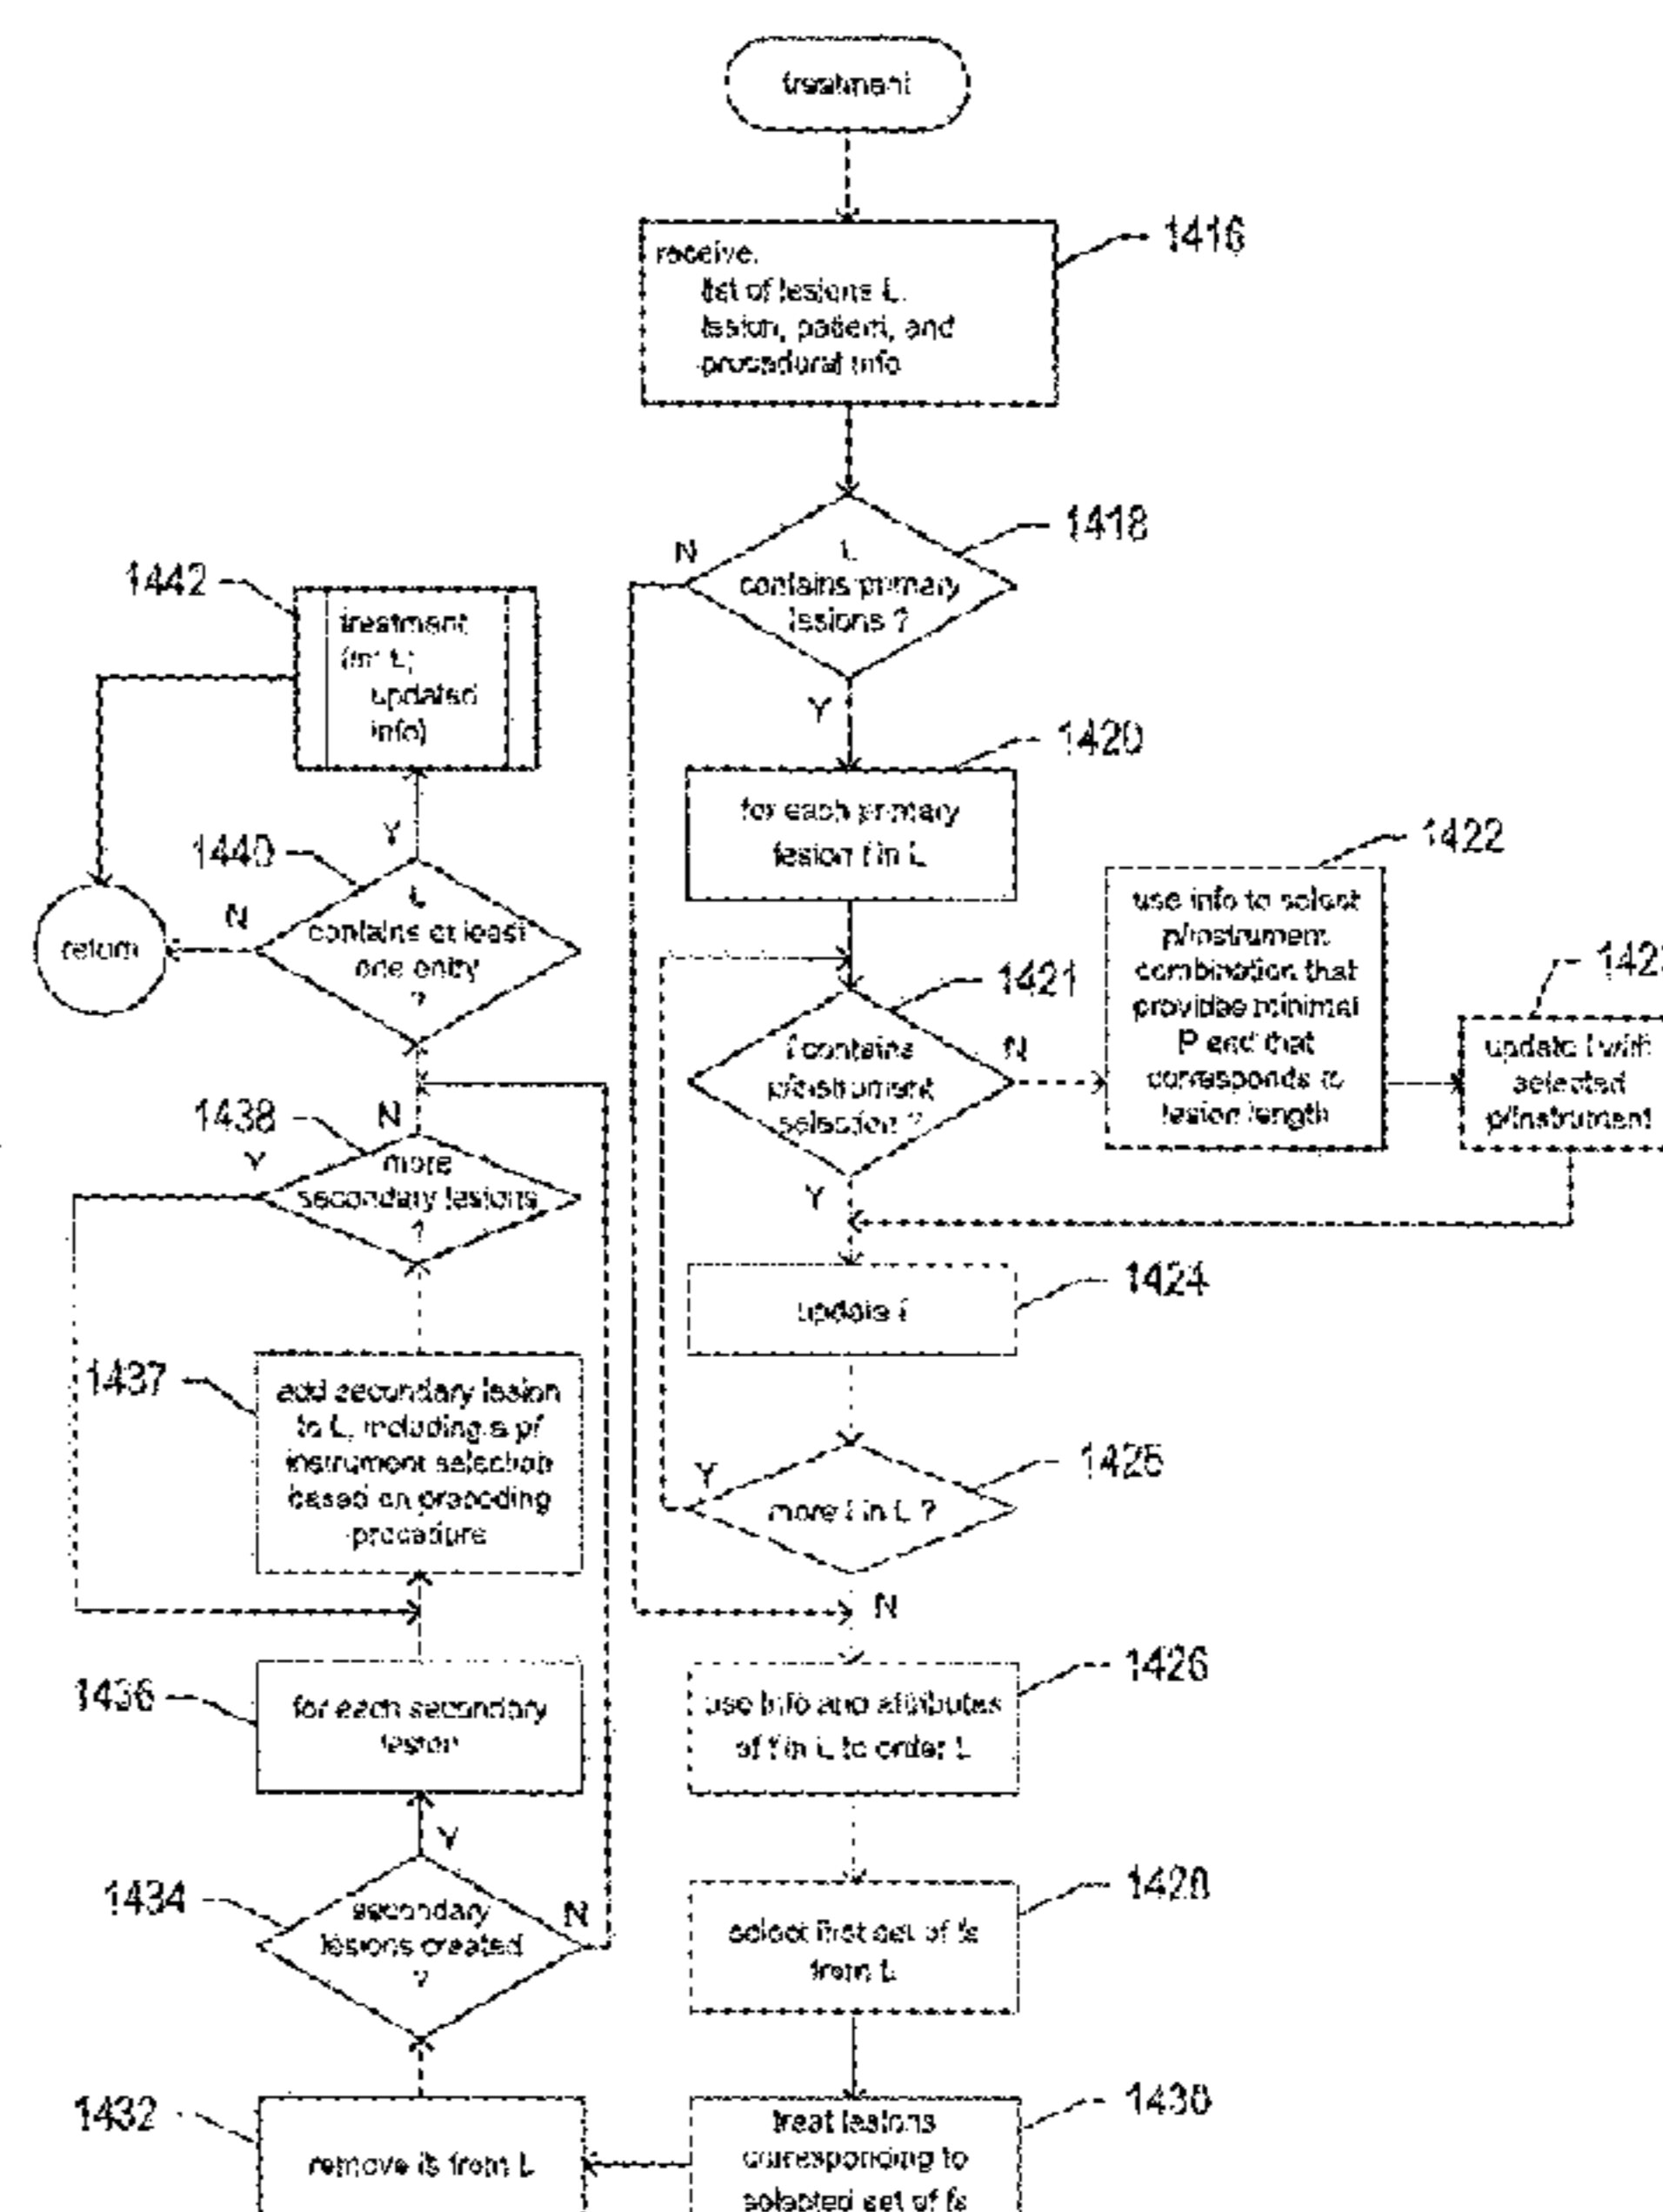 treatment
receive:
list of lesions L,
lesion, patient, and
procedural info
1416
L
contains primary
lesions ?
1418
N
Y
for each primary
lesion l in L
1420
l contains
p/instrument
selection ?
1421
N
Y
use info to select
p/instrument
combination that
provides minimal
P and that
corresponds to
lesion length
1422
update l with
selected
p/instrument
update l
1424
more l in L ?
1425
Y
N
use info and attributes
of l in L to order L
1426
select first set of ls
from L
1428
treat lesions
corresponding to
selected set of ls
1430
remove ls from L
1432
secondary
lesions created
?
1434
Y
N
for each secondary
lesion
1436
add secondary lesion
to L, including a p/
instrument selection
based on preceding
procedure
1437
more
secondary lesions
?
1438
Y
N
L
contains at least
one entry
?
1440
Y
N
treatment
updated
info)
1442
return